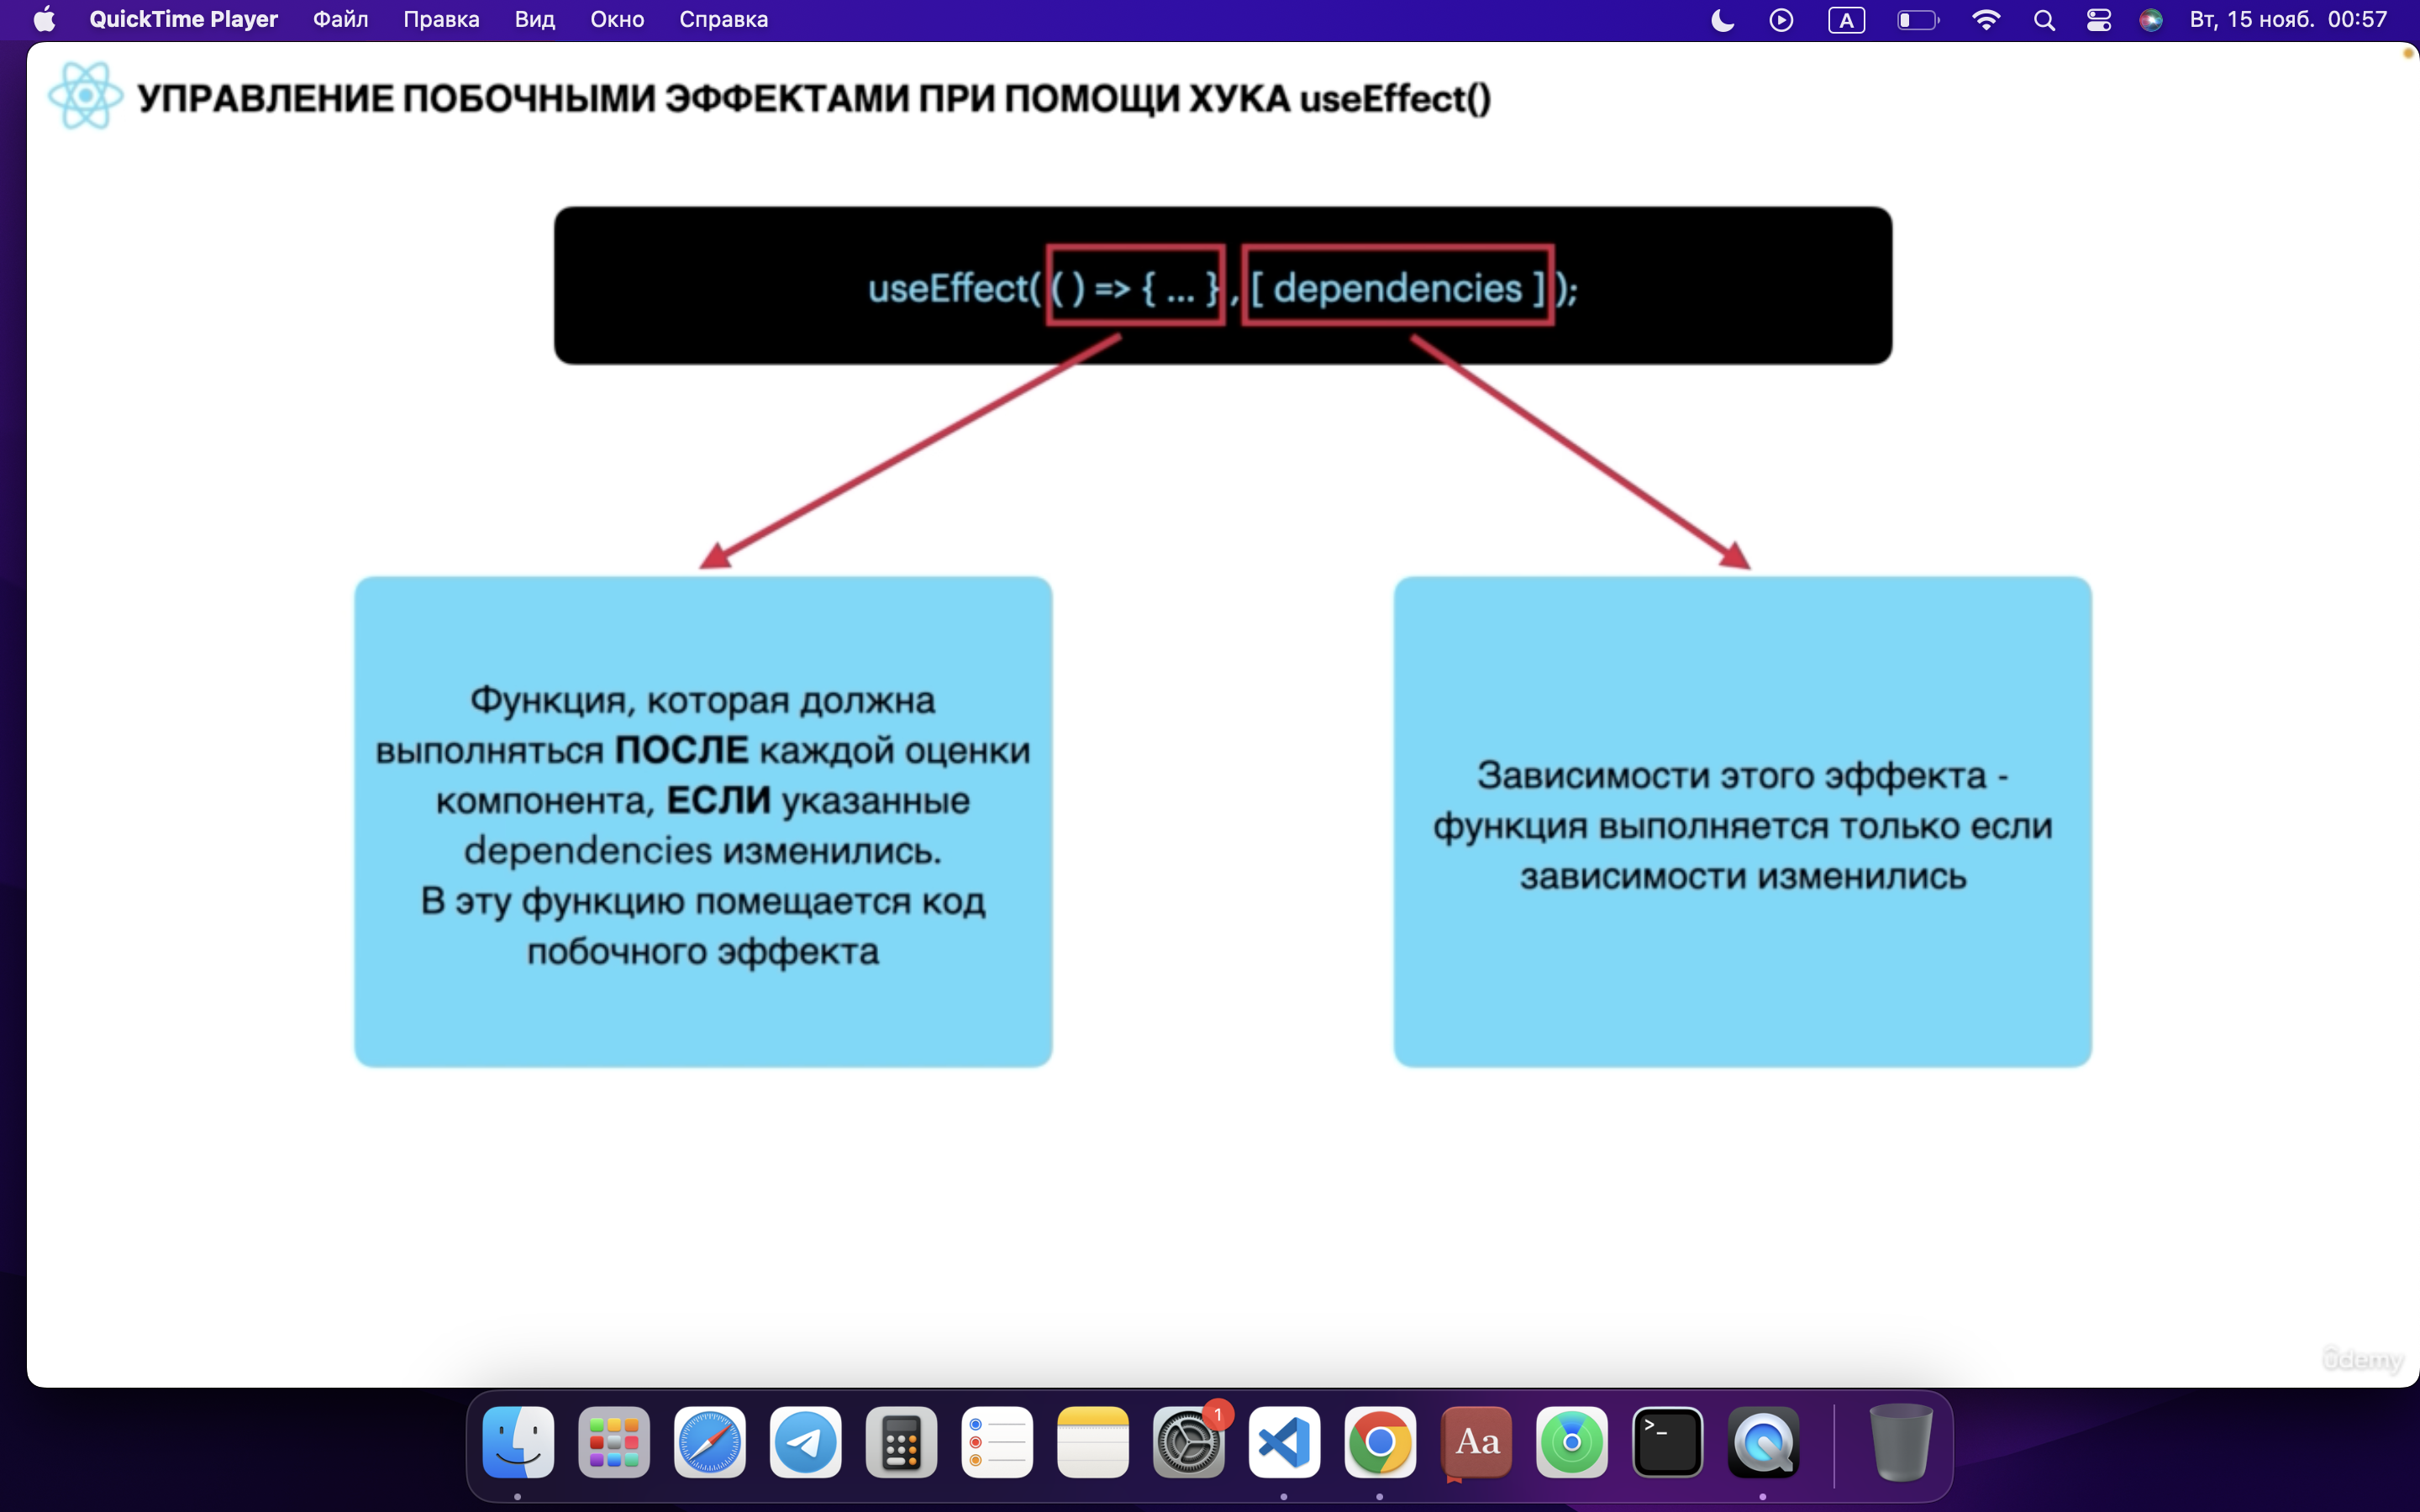 QuickTime Player Файл Правка Вид Окно Справка A Вт, 15 нояб. 00:57
УПРАВЛЕНИЕ ПОБОЧНЫМИ ЭФФЕКТАМИ ПРИ ПОМОЩИ ХУКА useEffect()
useEffect( ( ) => { ... } , [ dependencies ] );
Функция, которая должна
выполняться ПОСЛЕ каждой оценки
компонента, ЕСЛИ указанные
dependencies изменились.
В эту функцию помещается код
побочного эффекта
Зависимости этого эффекта -
функция выполняется только если
зависимости изменились
ûdemy
1
Aa
>_